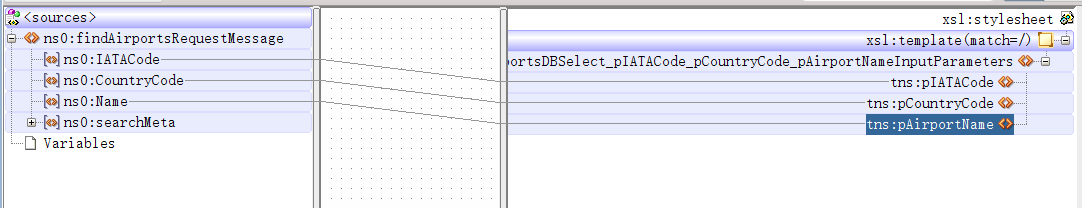 <sources>
ns0:findAirportsRequestMessage
ns0:IATACode
ns0:CountryCode
ns0:Name
ns0:searchMeta
Variables
xsl:stylesheet
xsl:template(match=/)
ortsDBSelect_pIATACode_pCountryCode_pAirportNameInputParameters
tns:pIATACode
tns:pCountryCode
tns:pAirportName